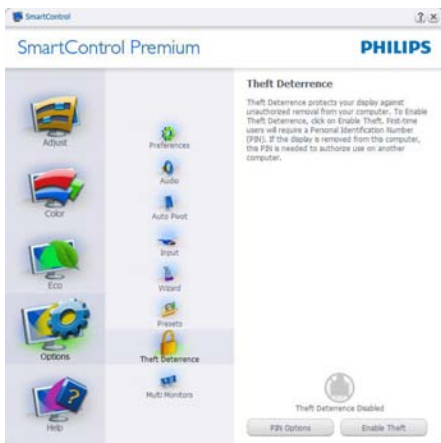 SmartControl
SmartControl Premium
PHILIPS
Adjust
Color
Eco
Options
Help
Preferences
Audio
Auto Pivot
Input
Wizard
Presets
Theft Deterrence
Multi Monitors
Theft Deterrence
Theft Deterrence protects your display against
unauthorized removal from your computer. To Enable
Theft Deterrence, click on Enable Theft. First-time
users will require a Personal Identification Number
(PIN). If the display is removed from this computer,
this PIN is needed to authorize use on another
computer.
Theft Deterrence Disabled
PIN Options
Enable Theft